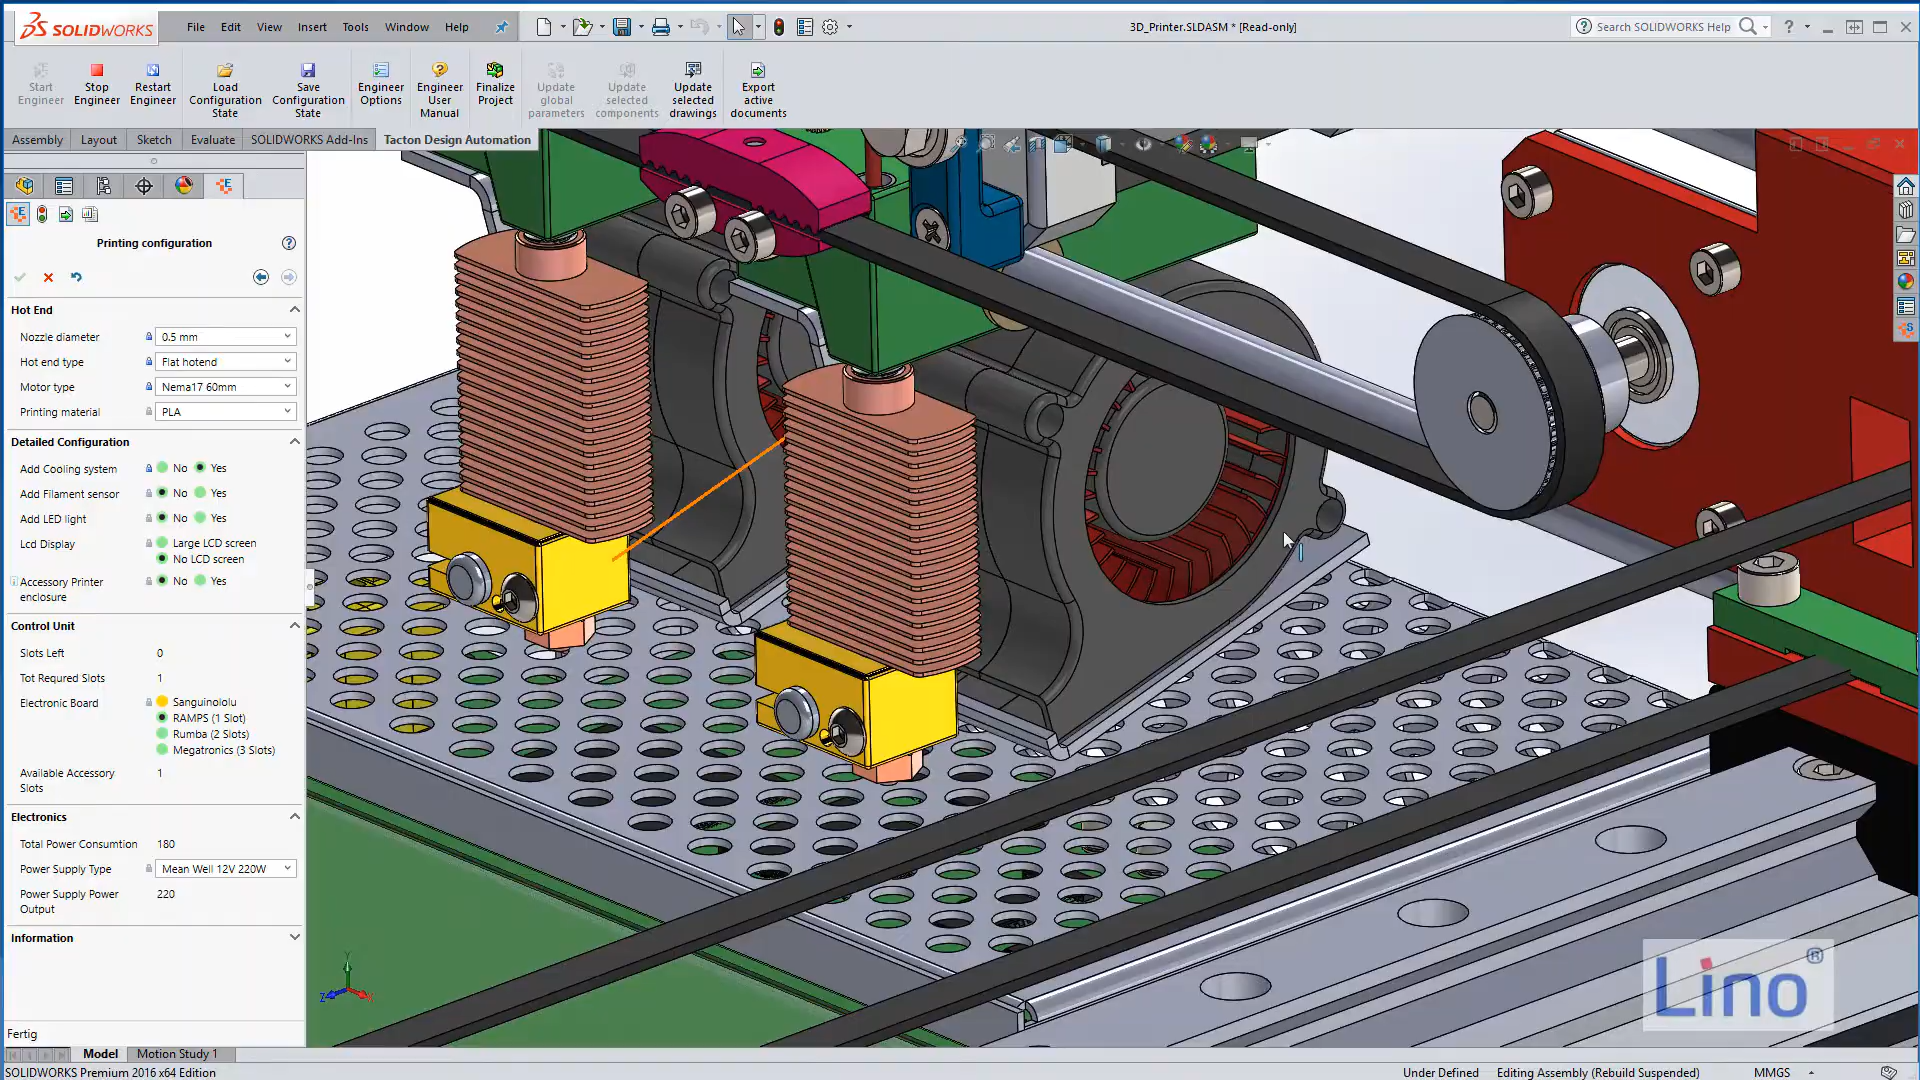 SOLIDWORKS
File Edit View Insert Tools Window Help
3D_Printer.SLDASM * [Read-only]
Search SOLIDWORKS Help
Start Engineer
Stop Engineer
Restart Engineer
Load Configuration State
Save Configuration State
Engineer Options
Engineer User Manual
Finalize Project
Update global parameters
Update selected components
Update selected drawings
Export active documents
Assembly Layout Sketch Evaluate SOLIDWORKS Add-Ins Tacton Design Automation
Printing configuration
Hot End
Nozzle diameter 0.5 mm
Hot end type Flat hotend
Motor type Nema17 60mm
Printing material PLA
Detailed Configuration
Add Cooling system No Yes
Add Filament sensor No Yes
Add LED light No Yes
Lcd Display Large LCD screen
No LCD screen
Accessory Printer enclosure No Yes
Control Unit
Slots Left 0
Tot Requred Slots 1
Electronic Board Sanguinololu
RAMPS (1 Slot)
Rumba (2 Slots)
Megatronics (3 Slots)
Available Accessory Slots 1
Electronics
Total Power Consumtion 180
Power Supply Type Mean Well 12V 220W
Power Supply Power Output 220
Information
Y
Z X
Lino®
Fertig
Model Motion Study 1
SOLIDWORKS Premium 2016 x64 Edition
Under Defined Editing Assembly (Rebuild Suspended) MMGS